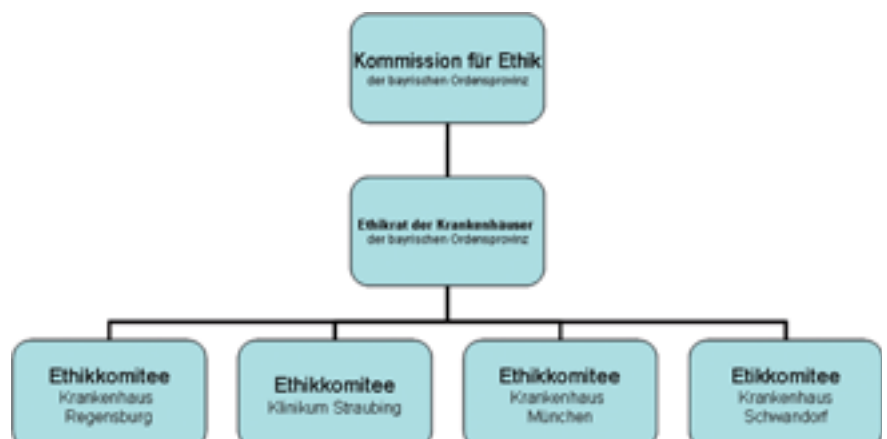 Kommission für Ethik
der bayrischen Ordensprovinz
Ethikrat der Krankenhäuser
der bayrischen Ordensprovinz
Ethikkomitee
Krankenhaus
Regensburg
Ethikkomitee
Klinikum Straubing
Ethikkomitee
Krankenhaus
München
Etikkomitee
Krankenhaus
Schwandorf